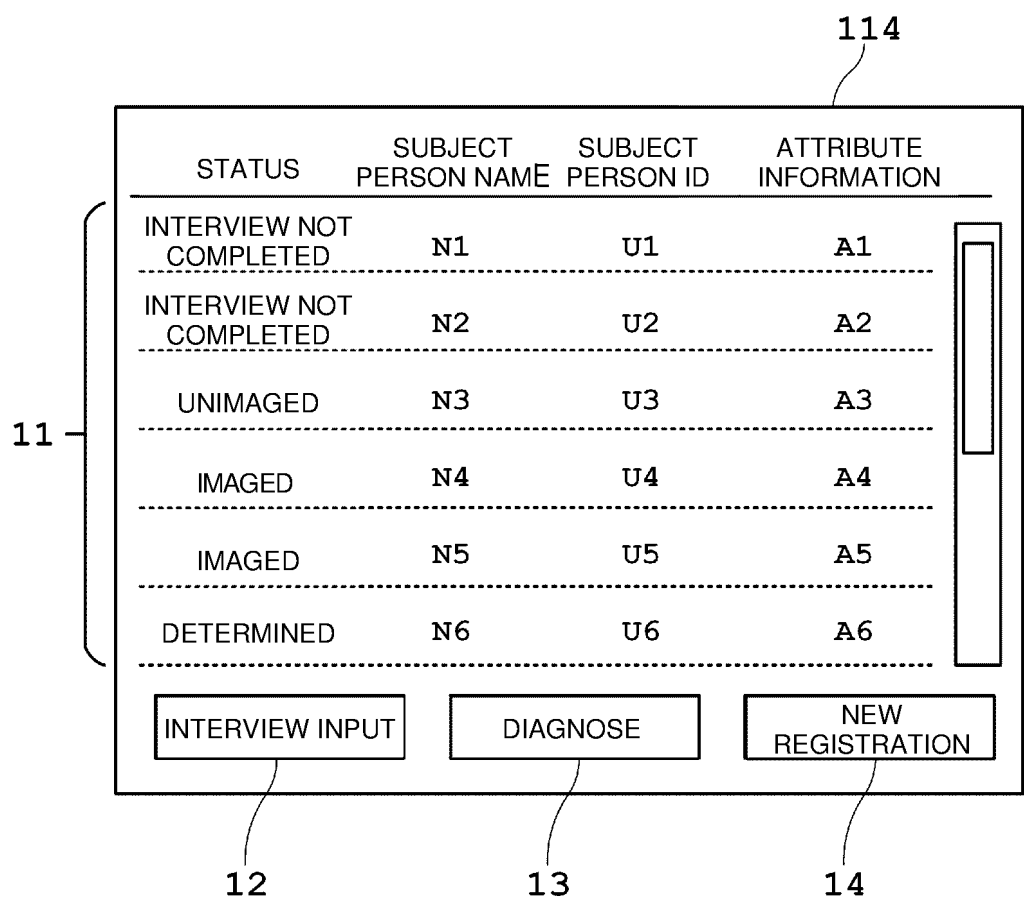 114
STATUS
SUBJECT
PERSON NAME
SUBJECT
PERSON ID
ATTRIBUTE
INFORMATION
11
INTERVIEW NOT
COMPLETED
N1
U1
A1
INTERVIEW NOT
COMPLETED
N2
U2
A2
UNIMAGED
N3
U3
A3
IMAGED
N4
U4
A4
IMAGED
N5
U5
A5
DETERMINED
N6
U6
A6
INTERVIEW INPUT
DIAGNOSE
NEW
REGISTRATION
12
13
14